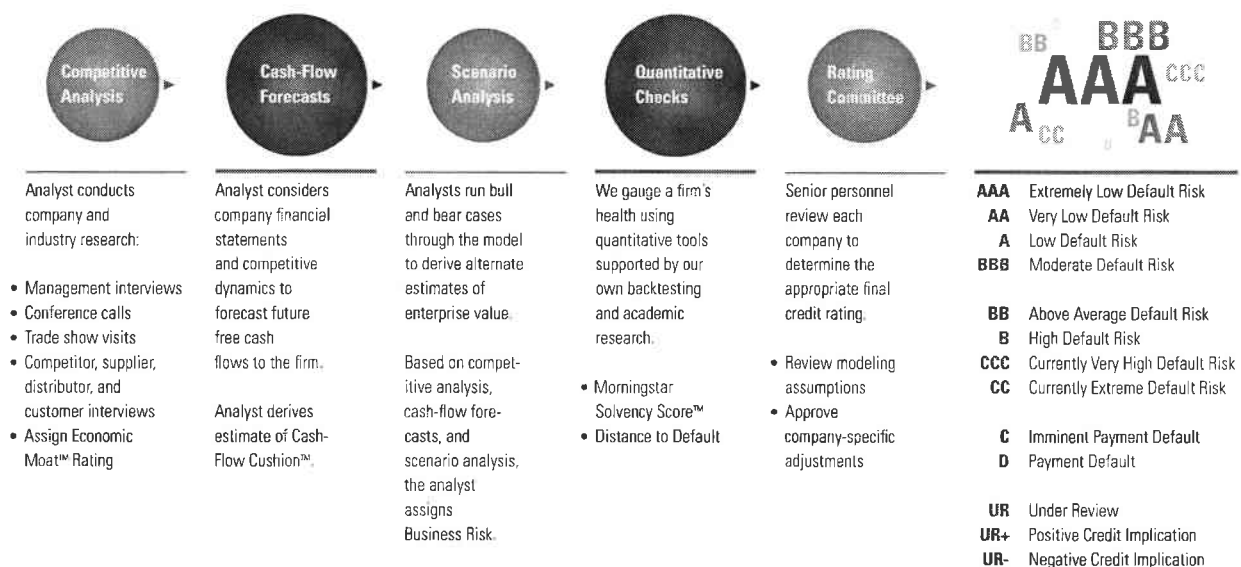 Competitive
Analysis
Cash-Flow
Forecasts
Scenario
Analysis
Quantitative
Checks
Rating
Committee
BB
BBB
AAA
CCC
A
CC
B
AA
Analyst conducts
company and
industry research:
• Management interviews
• Conference calls
• Trade show visits
• Competitor, supplier,
distributor, and
customer interviews
• Assign Economic
Moat™ Rating
Analyst considers
company financial
statements
and competitive
dynamics to
forecast future
free cash
flows to the firm.
Analyst derives
estimate of Cash-
Flow Cushion™.
Analysts run bull
and bear cases
through the model
to derive alternate
estimates of
enterprise value.
Based on compet-
itive analysis,
cash-flow fore-
casts, and
scenario analysis,
the analyst
assigns
Business Risk.
We gauge a firm's
health using
quantitative tools
supported by our
own backtesting
and academic
research.
• Morningstar
Solvency Score™
• Distance to Default
Senior personnel
review each
company to
determine the
appropriate final
credit rating.
• Review modeling
assumptions
• Approve
company-specific
adjustments
AAA Extremely Low Default Risk
AA Very Low Default Risk
A Low Default Risk
BBB Moderate Default Risk
BB Above Average Default Risk
B High Default Risk
CCC Currently Very High Default Risk
CC Currently Extreme Default Risk
C Imminent Payment Default
D Payment Default
UR Under Review
UR+ Positive Credit Implication
UR- Negative Credit Implication